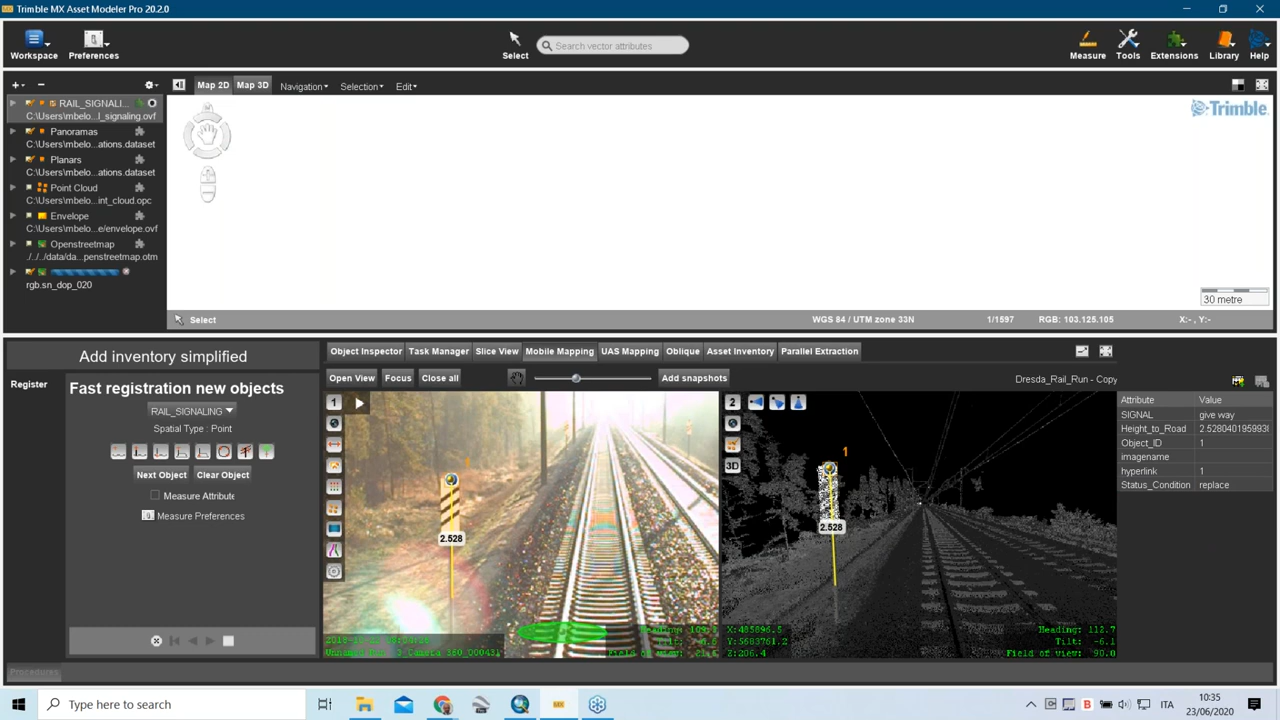 MX Trimble MX Asset Modeler Pro 20.2.0
Workspace
Preferences
Select
Search vector attributes
Measure
Tools
Extensions
Library
Help
Map 2D
Map 3D
Navigation
Selection
Edit
RAIL_SIGNALI...
C:\Users\mbelo...l_signaling.ovf
Panoramas
C:\Users\mbelo...ations.dataset
Planars
C:\Users\mbelo...ations.dataset
Point Cloud
C:\Users\mbelo...int_cloud.opc
Envelope
C:\Users\mbelo...e/envelope.ovf
Openstreetmap
./../../data/da...penstreetmap.otm
rgb.sn_dop_020
Trimble
30 metre
Select
WGS 84 / UTM zone 33N
1/1597
RGB: 103.125.105
X:- , Y:-
Add inventory simplified
Register
Fast registration new objects
RAIL_SIGNALING
Spatial Type : Point
Next Object
Clear Object
Measure Attribute
Measure Preferences
Procedures
Object Inspector
Task Manager
Slice View
Mobile Mapping
UAS Mapping
Oblique
Asset Inventory
Parallel Extraction
Open View
Focus
Close all
Add snapshots
Dresda_Rail_Run - Copy
1
2.528
2
3D
1
2.528
X:485896.5
Y:5683761.2
Z:206.4
Heading: 112.7
Tilt: -6.1
Field of view: 90.0
Attribute Value
SIGNAL give way
Height_to_Road 2.528040195993(
Object_ID 1
imagename
hyperlink 1
Status_Condition replace
Type here to search
ITA
10:35
23/06/2020